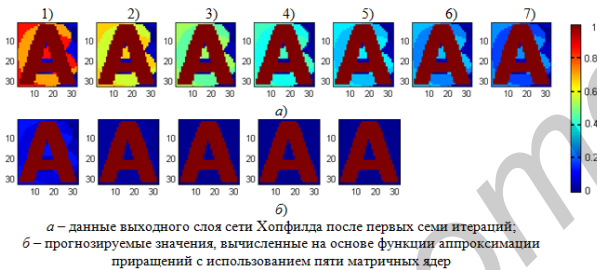 1) 2) 3) 4) 5) 6) 7)
10 20 30
10 20 30 10 20 30 10 20 30 10 20 30 10 20 30 10 20 30 10 20 30
1 0.8 0.6 0.4 0.2 0
а)
10 20 30
10 20 30 10 20 30 10 20 30 10 20 30 10 20 30
б)
а – данные выходного слоя сети Хопфилда после первых семи итераций;
б – прогнозируемые значения, вычисленные на основе функции аппроксимации
приращений с использованием пяти матричных ядер